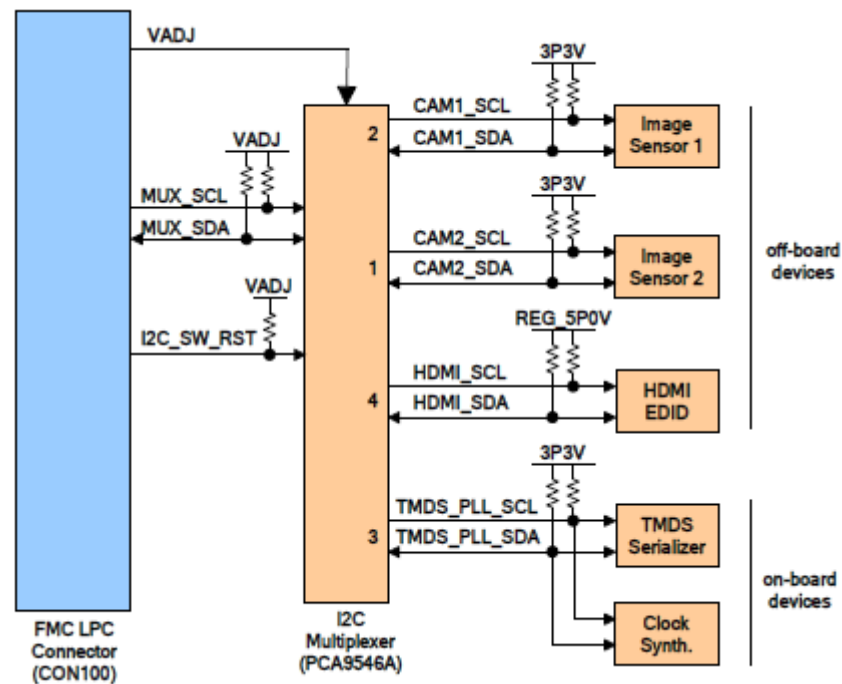 VADJ
VADJ
MUX_SCL
MUX_SDA
VADJ
I2C_SW_RST
FMC LPC
Connector
(CON100)
2
1
4
3
I2C
Multiplexer
(PCA9546A)
3P3V
CAM1_SCL
CAM1_SDA
Image
Sensor 1
3P3V
CAM2_SCL
CAM2_SDA
Image
Sensor 2
REG_5P0V
HDMI_SCL
HDMI_SDA
HDMI
EDID
off-board
devices
3P3V
TMDS_PLL_SCL
TMDS_PLL_SDA
TMDS
Serializer
Clock
Synth.
on-board
devices